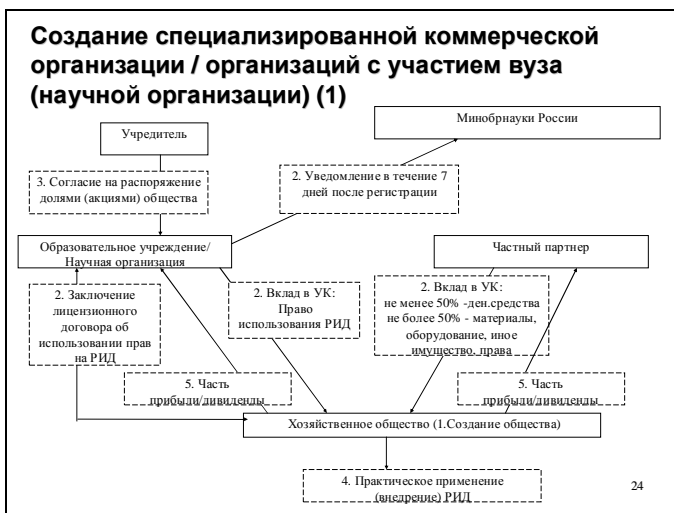 Создание специализированной коммерческой
организации / организаций с участием вуза
(научной организации) (1)
Минобрнауки России
Учредитель
2. Уведомление в течение 7
дней после регистрации
3. Согласие на распоряжение
долями (акциями) общества
Образовательное учреждение/
Научная организация
Частный партнер
2. Заключение
лицензионного
договора об
использовании прав
на РИД
2. Вклад в УК:
Право
использования РИД
2. Вклад в УК:
не менее 50% -ден.средства
не более 50% - материалы,
оборудование, иное
имущество, права
5. Часть
прибыли/дивиденды
5. Часть
прибыли/дивиденды
Хозяйственное общество (1.Создание общества)
4. Практическое применение
(внедрение) РИД
24